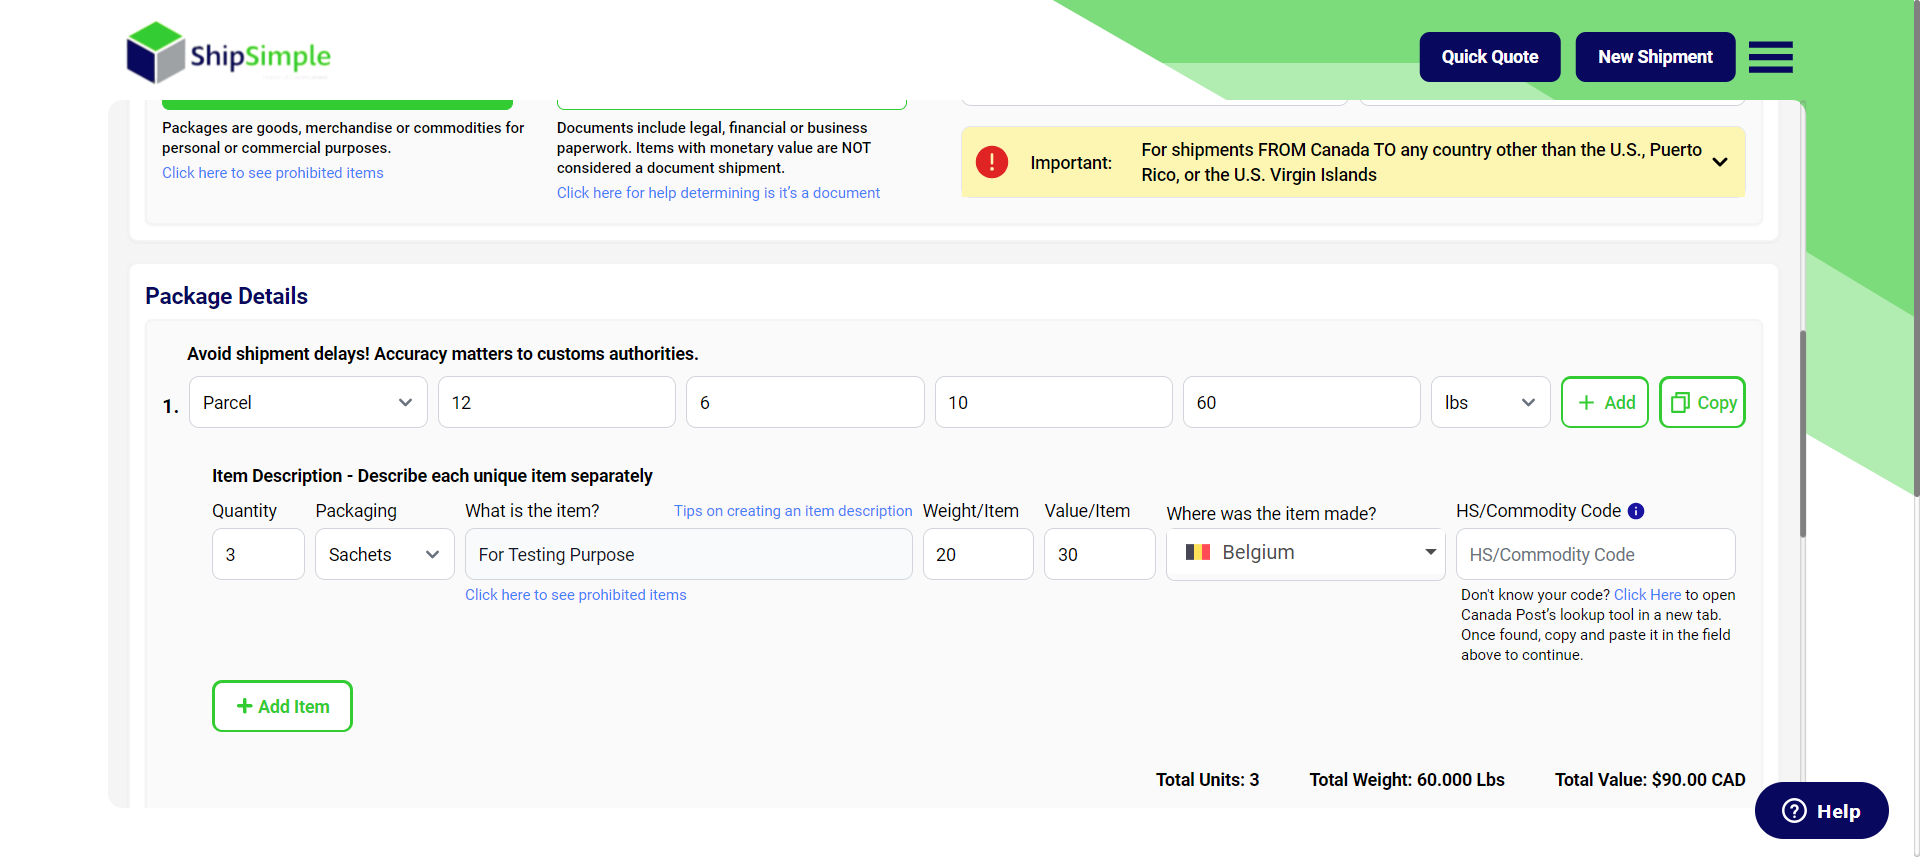 ShipSimple
Quick Quote
New Shipment
Packages are goods, merchandise or commodities for
personal or commercial purposes.
Click here to see prohibited items
Documents include legal, financial or business
paperwork. Items with monetary value are NOT
considered a document shipment.
Click here for help determining is it’s a document
Important:
For shipments FROM Canada TO any country other than the U.S., Puerto
Rico, or the U.S. Virgin Islands
Package Details
Avoid shipment delays! Accuracy matters to customs authorities.
1. Parcel 12 6 10 60 lbs + Add Copy
Item Description - Describe each unique item separately
Quantity Packaging What is the item? Tips on creating an item description Weight/Item Value/Item Where was the item made? HS/Commodity Code
3 Sachets For Testing Purpose 20 30 Belgium HS/Commodity Code
Click here to see prohibited items
Don't know your code? Click Here to open
Canada Post’s lookup tool in a new tab.
Once found, copy and paste it in the field
above to continue.
+ Add Item
Total Units: 3 Total Weight: 60.000 Lbs Total Value: $90.00 CAD
Help